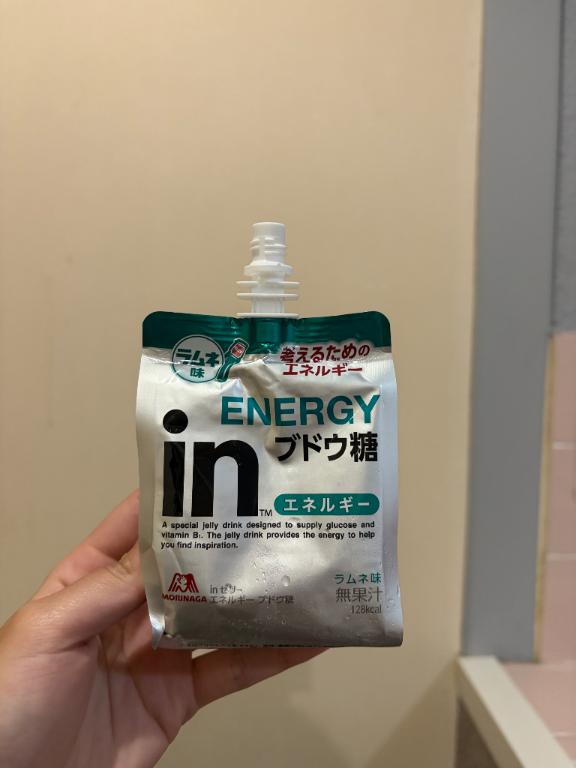 ラムネ
味
考えるための
エネルギー
ENERGY
in™
ブドウ糖
エネルギー
A special jelly drink designed to supply glucose and
vitamin B₁. The jelly drink provides the energy to help
you find inspiration.
MORINAGA
inゼリー
エネルギー ブドウ糖
ラムネ味
無果汁
128kcal